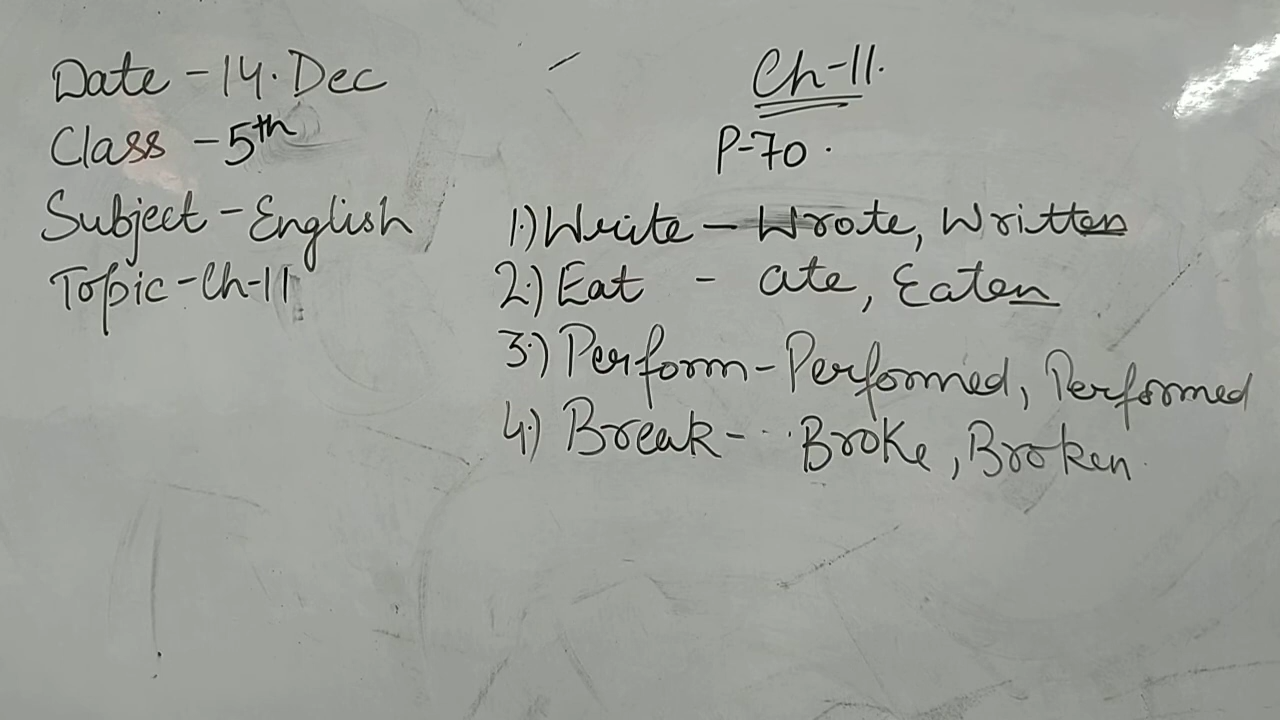 Date - 14. Dec
Class - 5th
Subject - English
Topic - Ch-11
Ch-11.
P-70.
1.) Write - Wrote, Written
2.) Eat - ate, Eaten
3.) Perform - Performed, Performed
4.) Break - Broke, Broken.